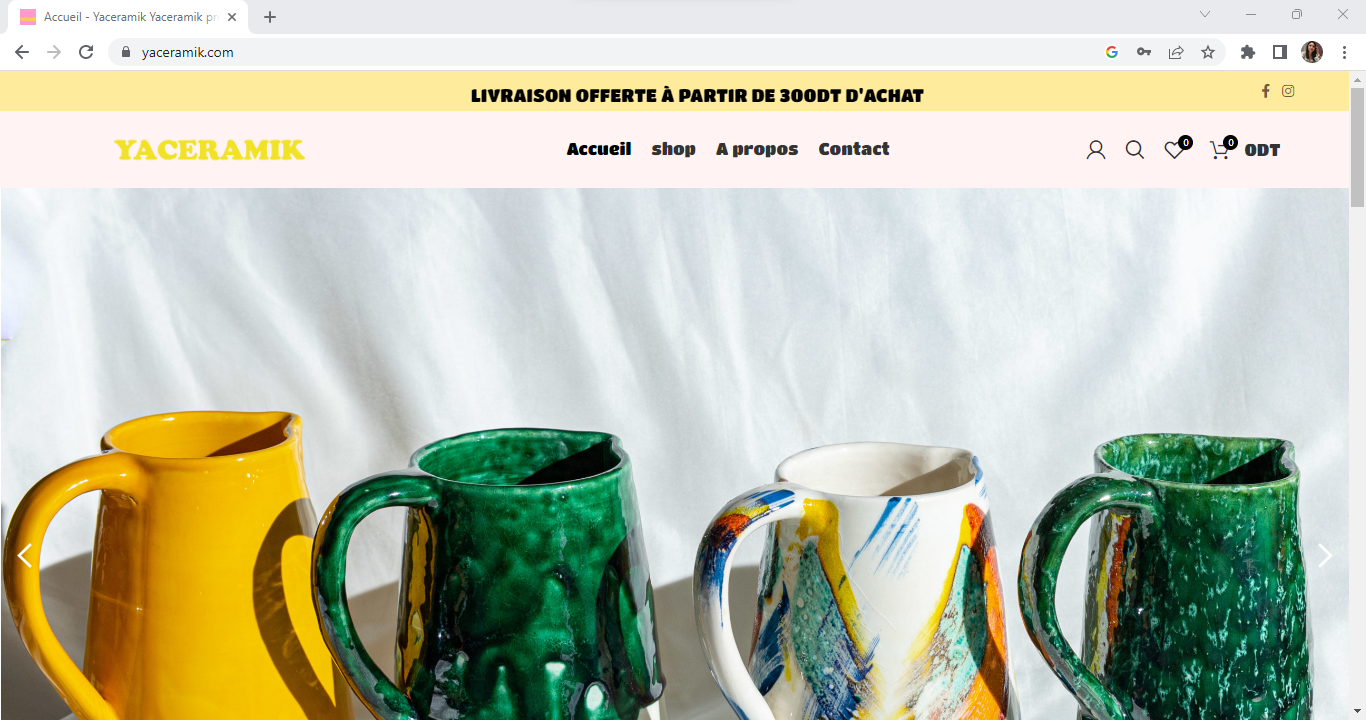 Accueil - Yaceramik Yaceramik pr
yaceramik.com
LIVRAISON OFFERTE À PARTIR DE 300DT D'ACHAT
YACERAMIK
Accueil shop A propos Contact
0 0 0DT